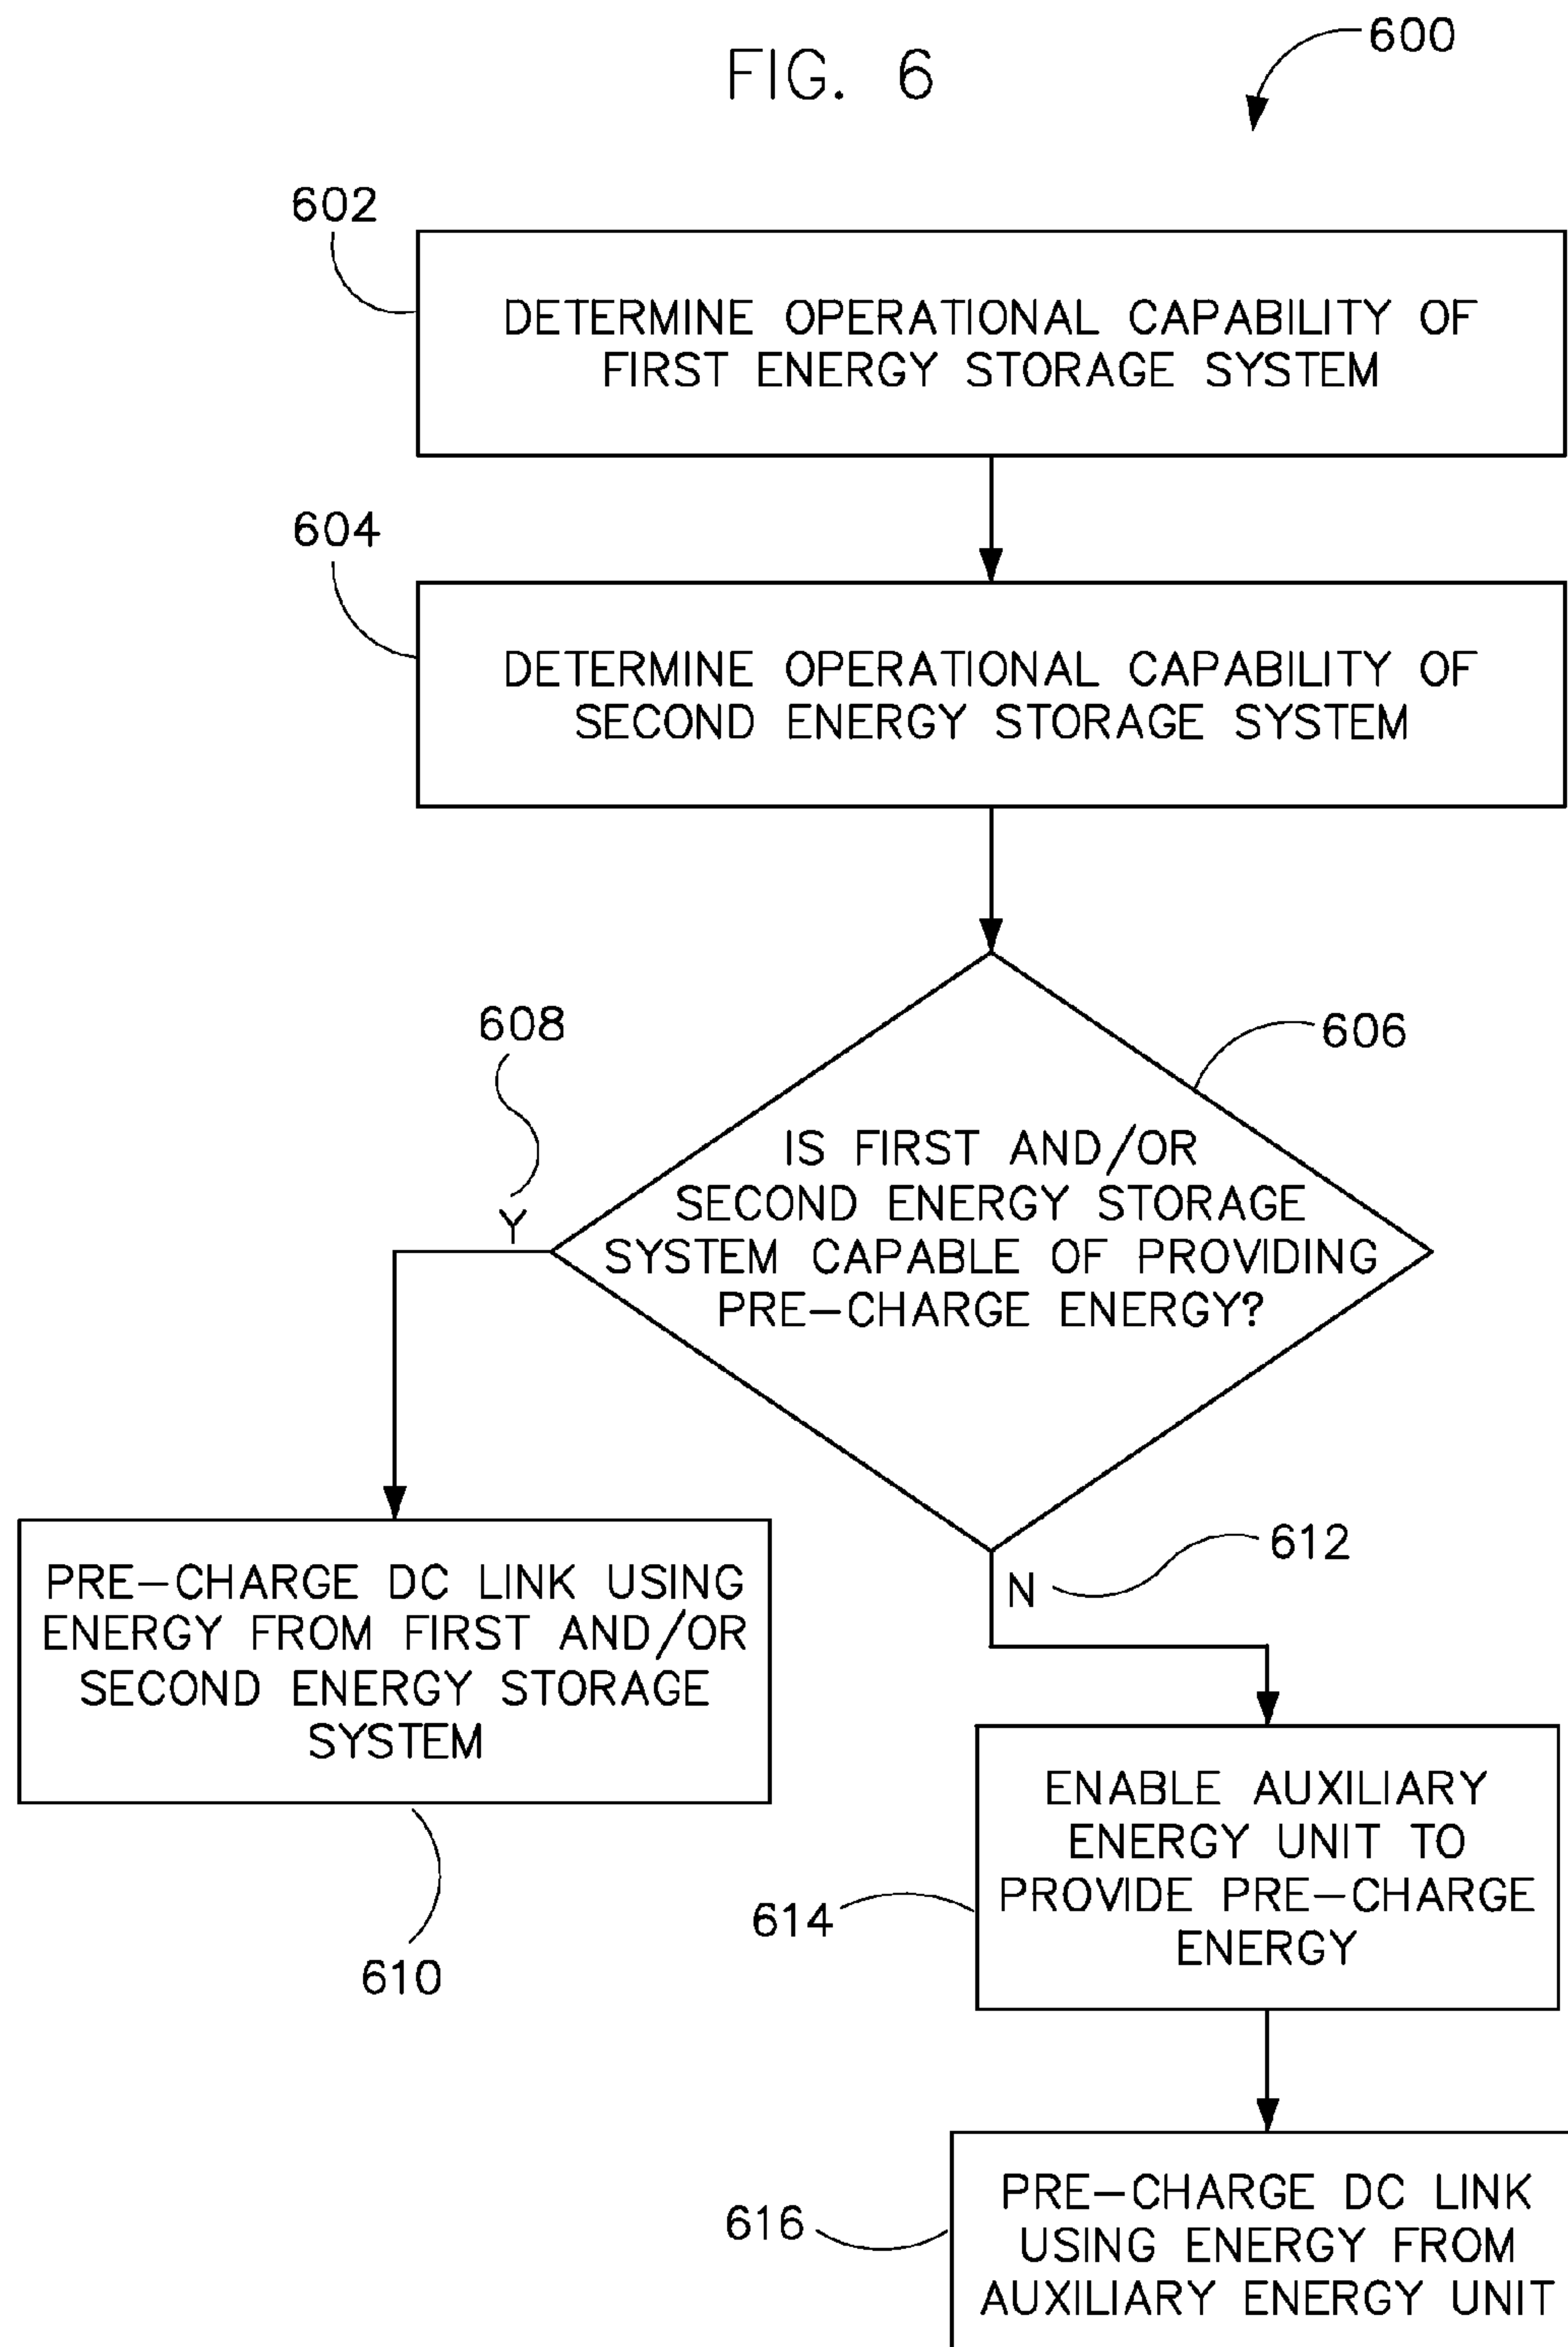 FIG. 6
600
602
DETERMINE OPERATIONAL CAPABILITY OF
FIRST ENERGY STORAGE SYSTEM
604
DETERMINE OPERATIONAL CAPABILITY OF
SECOND ENERGY STORAGE SYSTEM
608
606
IS FIRST AND/OR
SECOND ENERGY STORAGE
SYSTEM CAPABLE OF PROVIDING
PRE-CHARGE ENERGY?
Y
612
N
PRE-CHARGE DC LINK USING
ENERGY FROM FIRST AND/OR
SECOND ENERGY STORAGE
SYSTEM
610
ENABLE AUXILIARY
ENERGY UNIT TO
PROVIDE PRE-CHARGE
ENERGY
614
616
PRE-CHARGE DC LINK
USING ENERGY FROM
AUXILIARY ENERGY UNIT